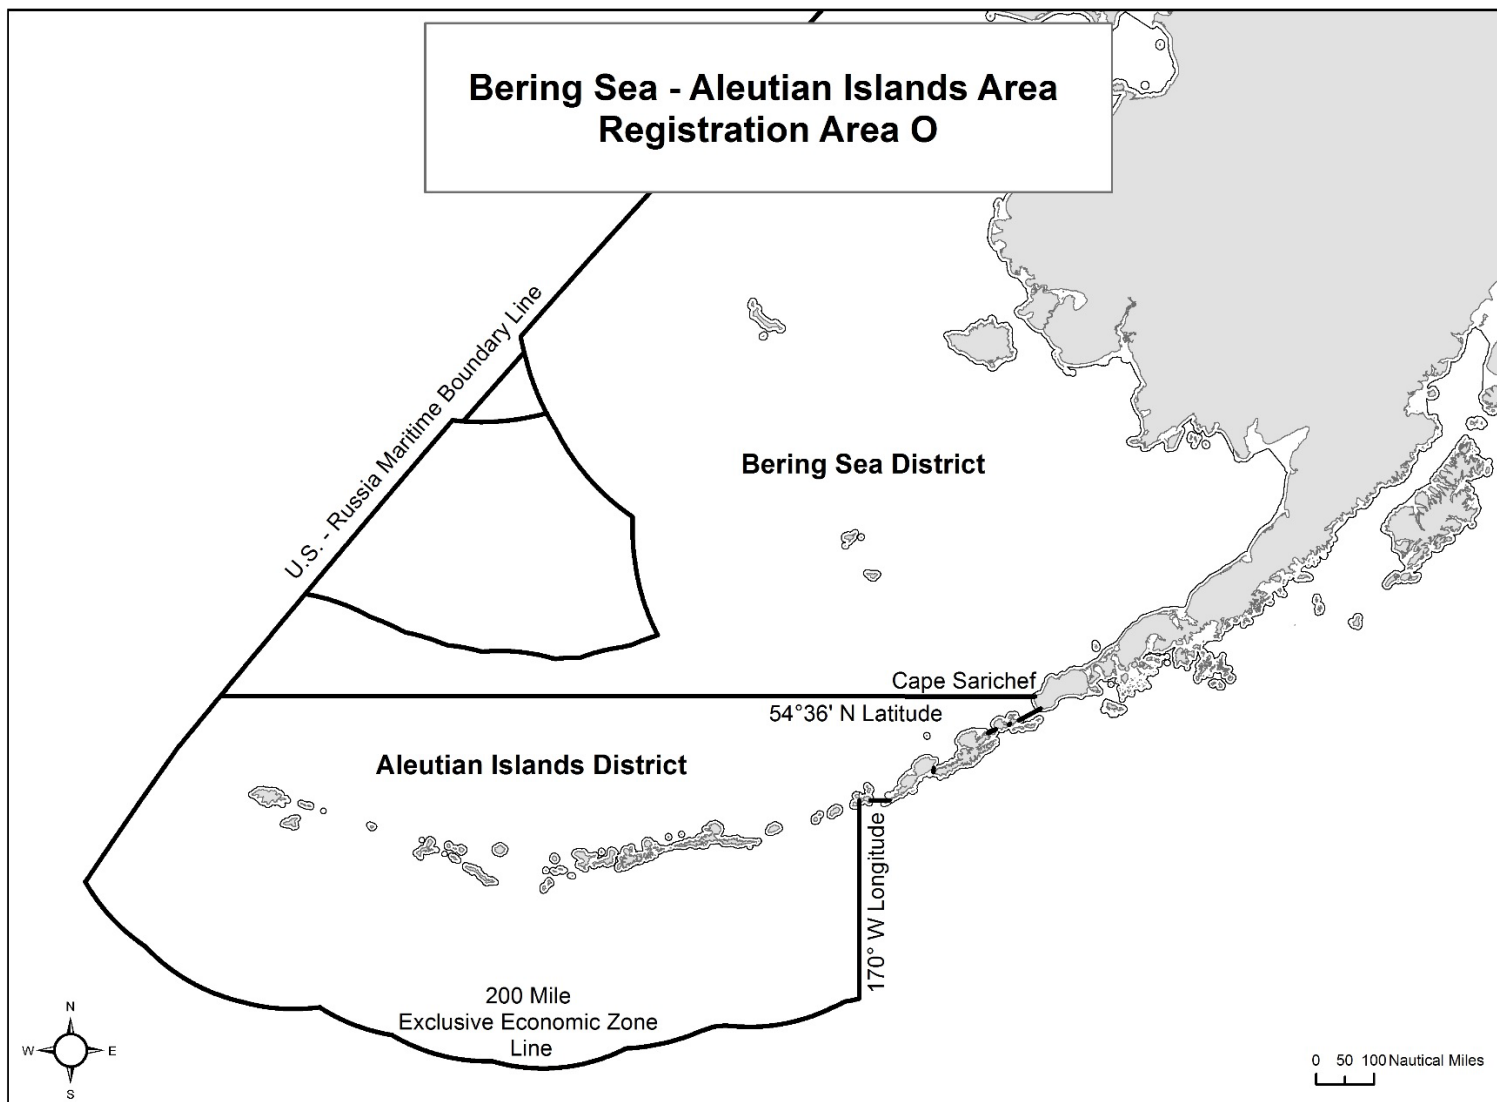 Bering Sea - Aleutian Islands Area
Registration Area O
U.S. - Russia Maritime Boundary Line
Bering Sea District
Cape Sarichef
54°36' N Latitude
Aleutian Islands District
170° W Longitude
200 Mile
Exclusive Economic Zone
Line
N
W E
S
0 50 100 Nautical Miles